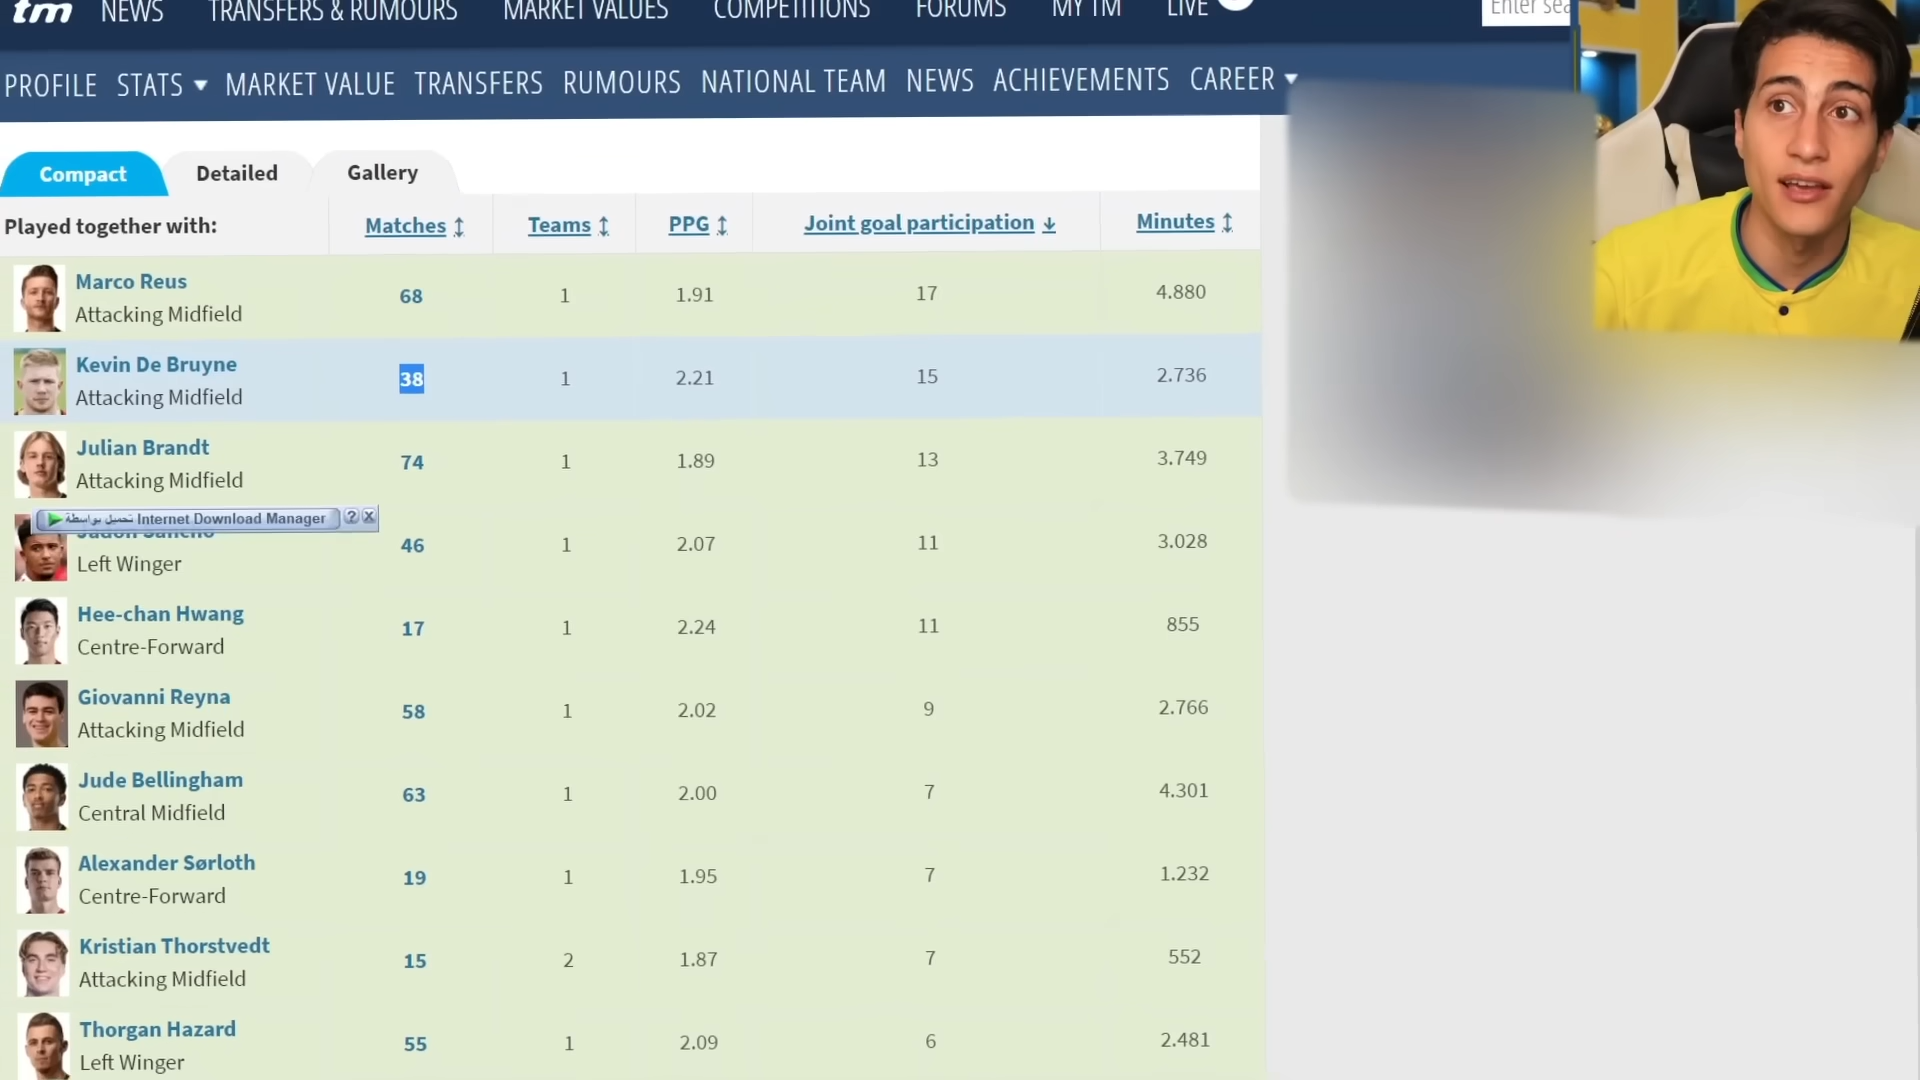 tm NEWS TRANSFERS & RUMOURS MARKET VALUES COMPETITIONS FORUMS MY TM LIVE Enter sea
PROFILE STATS MARKET VALUE TRANSFERS RUMOURS NATIONAL TEAM NEWS ACHIEVEMENTS CAREER
Compact Detailed Gallery
Played together with: Matches Teams PPG Joint goal participation Minutes
Marco Reus
Attacking Midfield 68 1 1.91 17 4.880
Kevin De Bruyne
Attacking Midfield 38 1 2.21 15 2.736
Julian Brandt
Attacking Midfield 74 1 1.89 13 3.749
تحميل بواسطة Internet Download Manager ? X
Jadon Sancho
Left Winger 46 1 2.07 11 3.028
Hee-chan Hwang
Centre-Forward 17 1 2.24 11 855
Giovanni Reyna
Attacking Midfield 58 1 2.02 9 2.766
Jude Bellingham
Central Midfield 63 1 2.00 7 4.301
Alexander Sørloth
Centre-Forward 19 1 1.95 7 1.232
Kristian Thorstvedt
Attacking Midfield 15 2 1.87 7 552
Thorgan Hazard
Left Winger 55 1 2.09 6 2.481